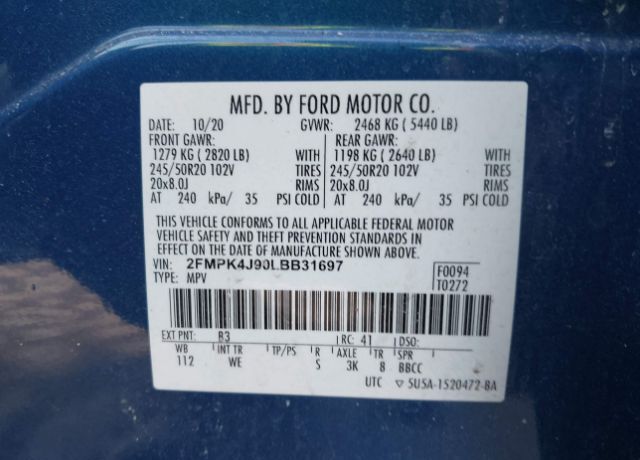 MFD. BY FORD MOTOR CO.
DATE: 10/20 GVWR: 2468 KG ( 5440 LB)
FRONT GAWR: REAR GAWR:
1279 KG ( 2820 LB) WITH 1198 KG ( 2640 LB) WITH
245/50R20 102V TIRES 245/50R20 102V TIRES
20x8.0J RIMS 20x8.0J RIMS
AT 240 kPa/ 35 PSI COLD AT 240 kPa/ 35 PSI COLD
THIS VEHICLE CONFORMS TO ALL APPLICABLE FEDERAL MOTOR
VEHICLE SAFETY AND THEFT PREVENTION STANDARDS IN
EFFECT ON THE DATE OF MANUFACTURE SHOWN ABOVE.
VIN: 2FMPK4J90LBB31697 F0094
TYPE: MPV T0272
EXT PNT: B3 RC: 41 DSO:
WB INT TR TP/PS R AXLE TR SPR
112 WE S 3K 8 BBCC
UTC ▽ SU5A-1520472-BA